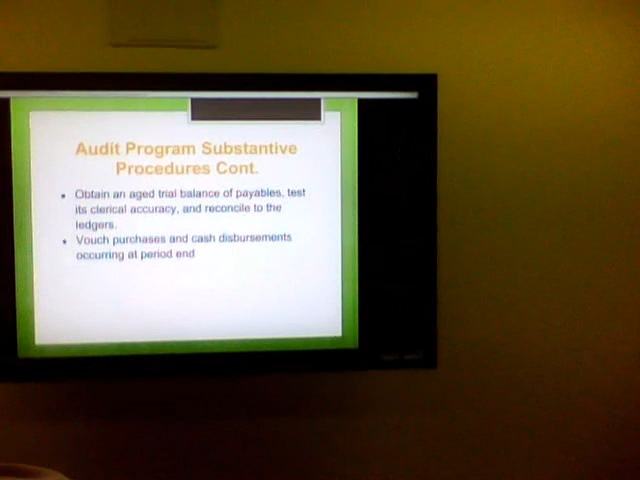 Audit Program Substantive
Procedures Cont.
• Obtain an aged trial balance of payables, test
its clerical accuracy, and reconcile to the
ledgers.
• Vouch purchases and cash disbursements
occurring at period end